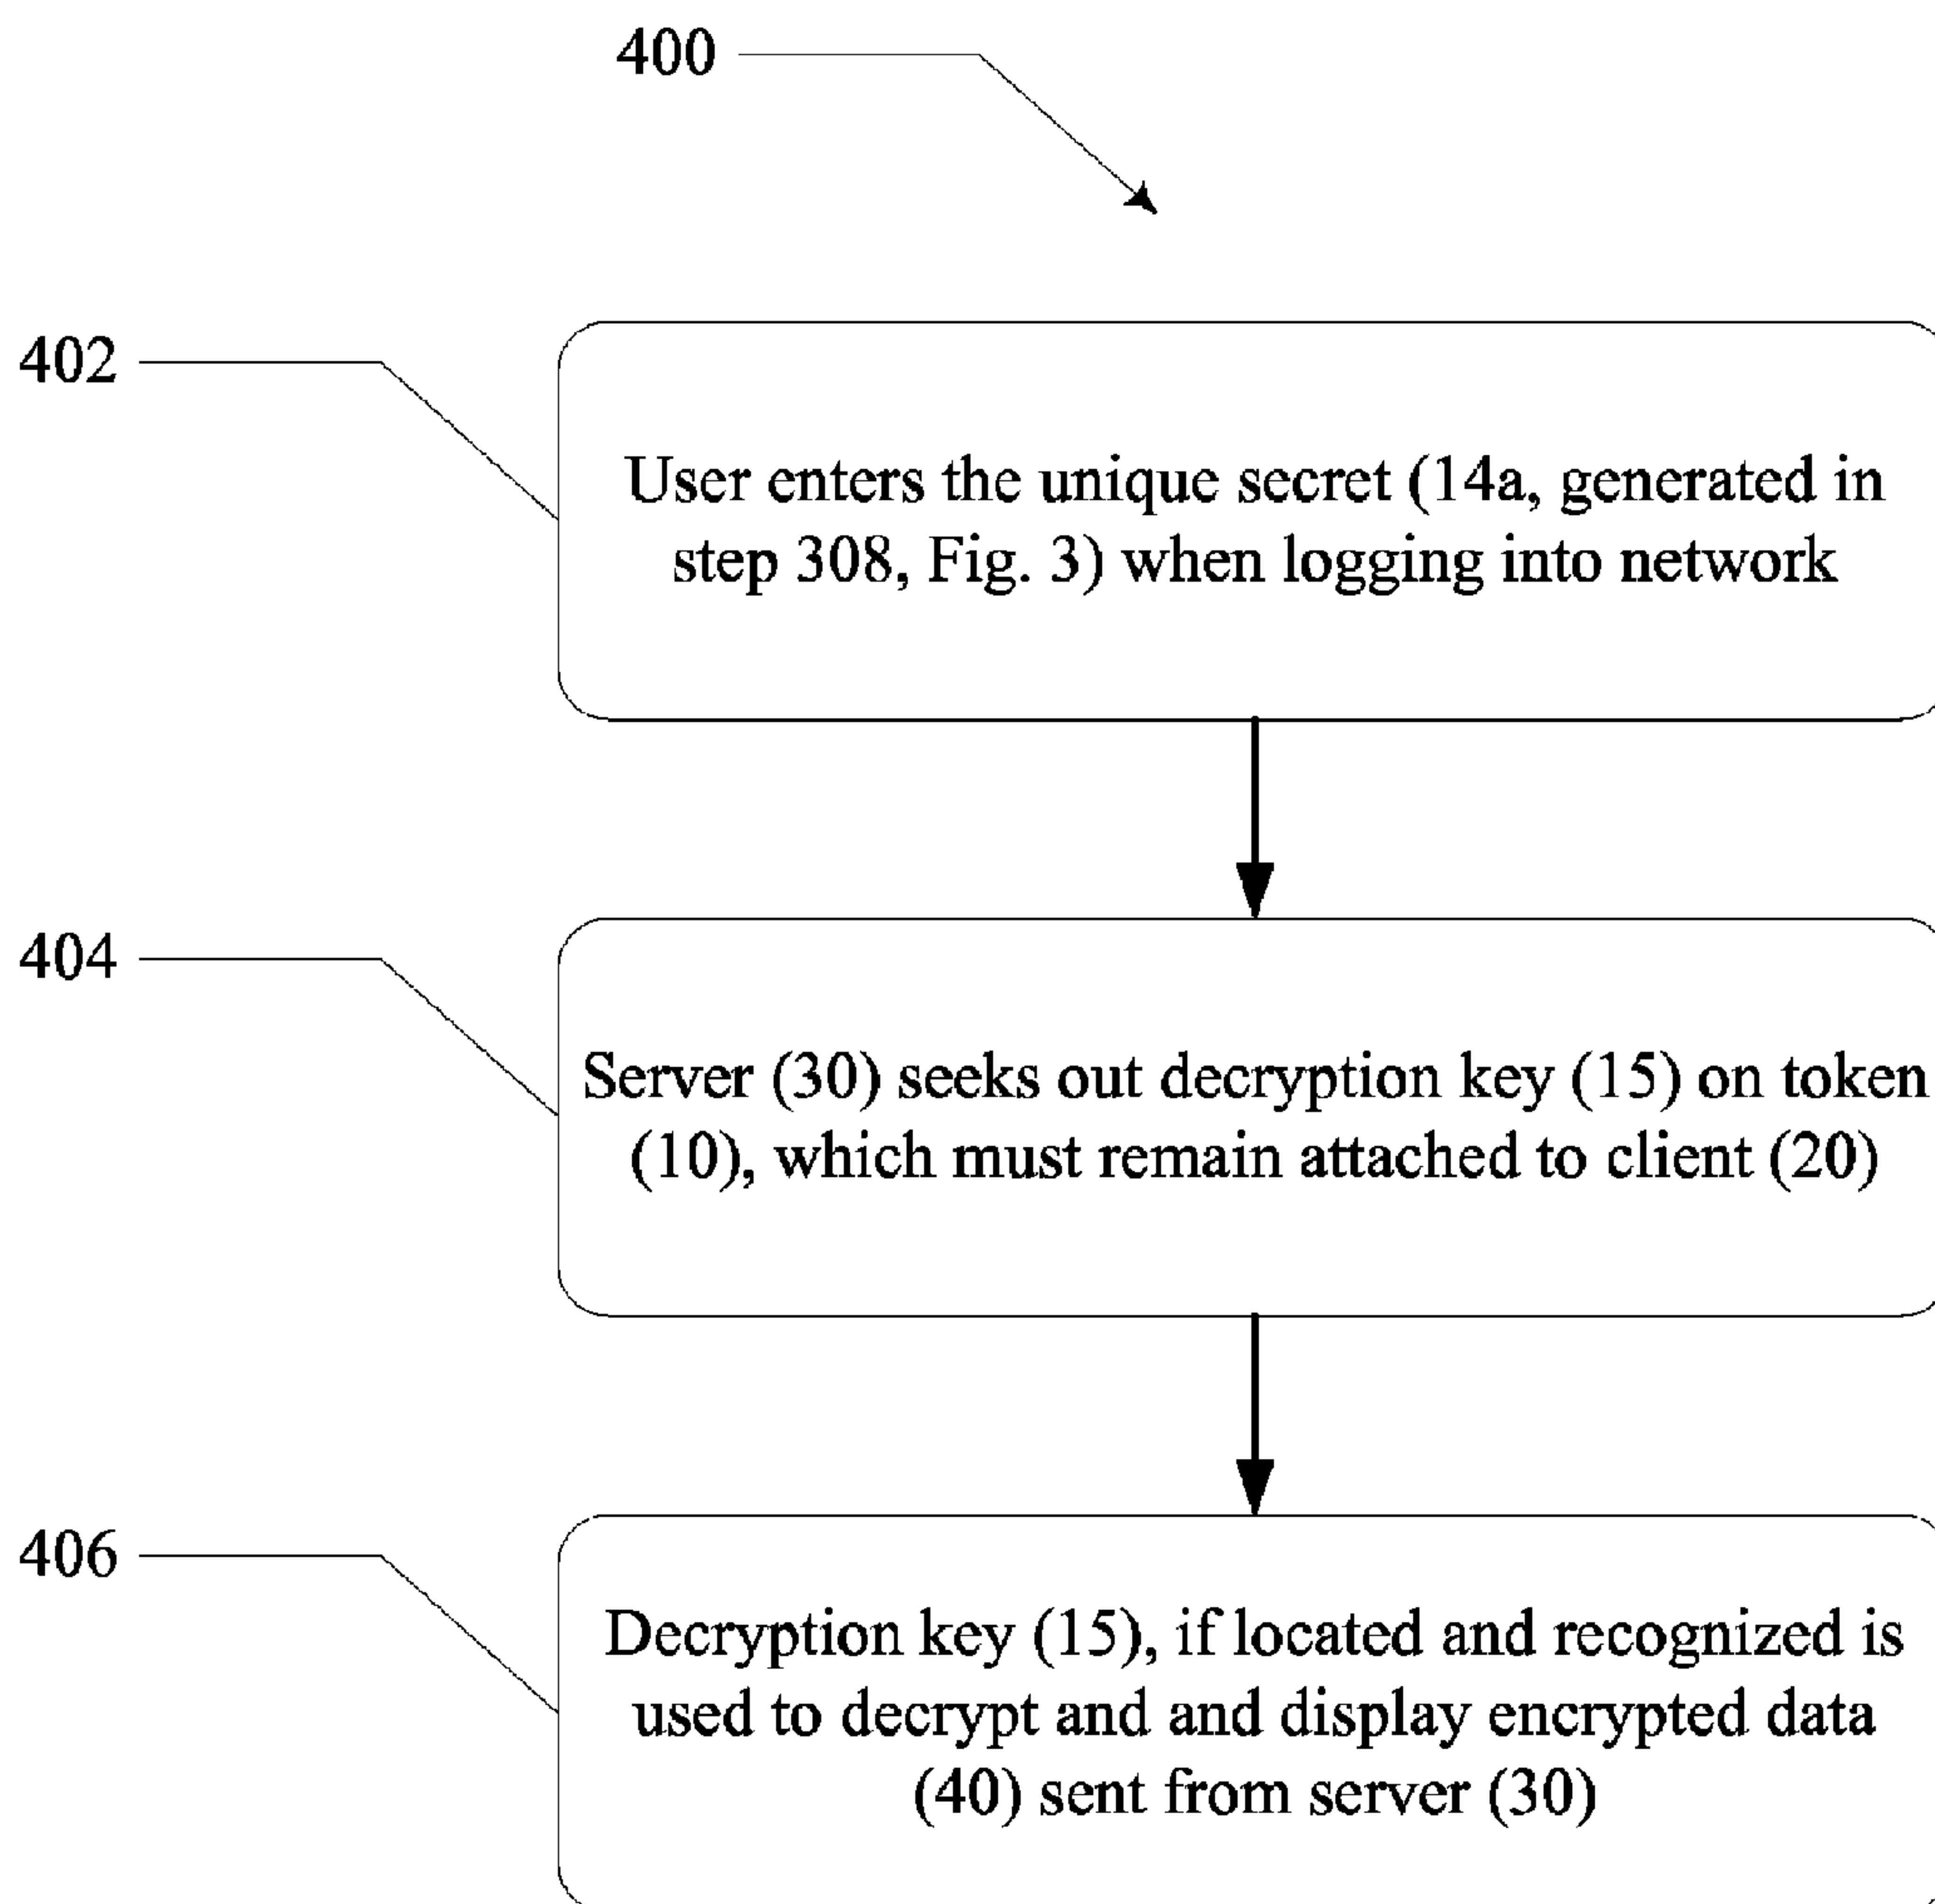 400
402
User enters the unique secret (14a, generated in
step 308, Fig. 3) when logging into network
404
Server (30) seeks out decryption key (15) on token
(10), which must remain attached to client (20)
406
Decryption key (15), if located and recognized is
used to decrypt and and display encrypted data
(40) sent from server (30)